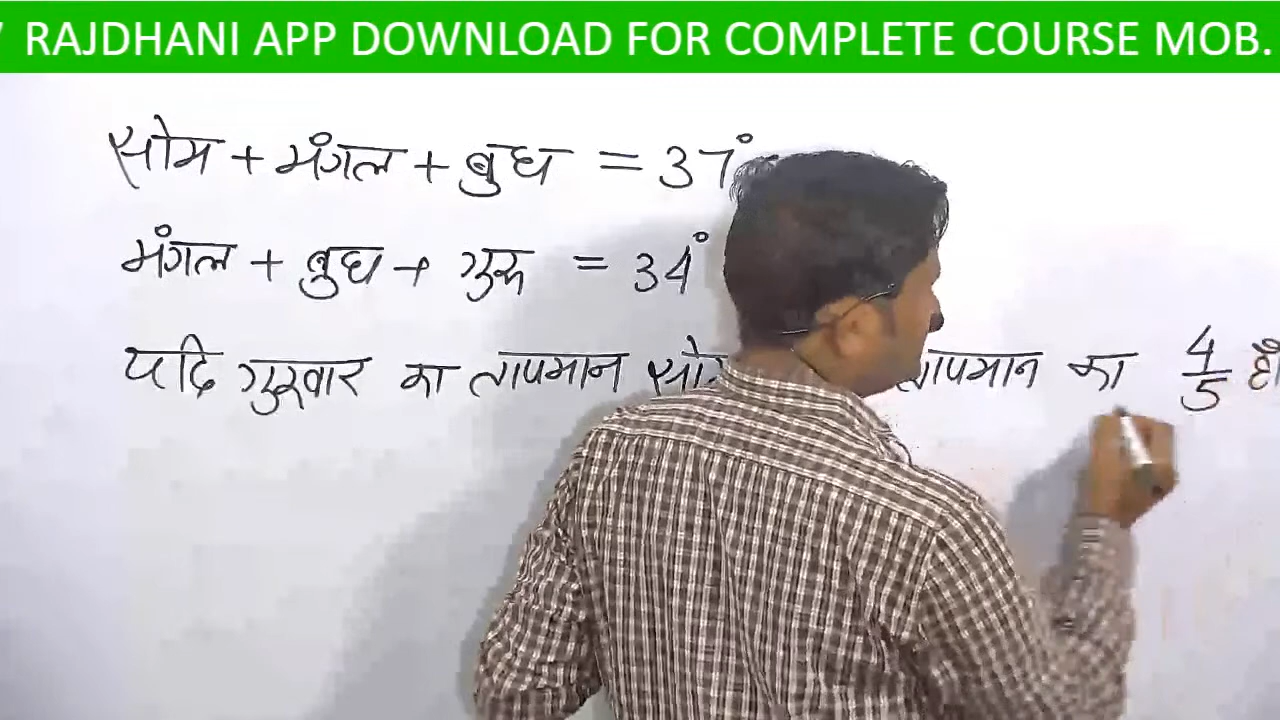 RAJDHANI APP DOWNLOAD FOR COMPLETE COURSE MOB.
सोम + मंगल + बुध = 37°
मंगल + बुध + गुरु = 34°
यदि गुरुवार का तापमान तापमान का 4/5 हो